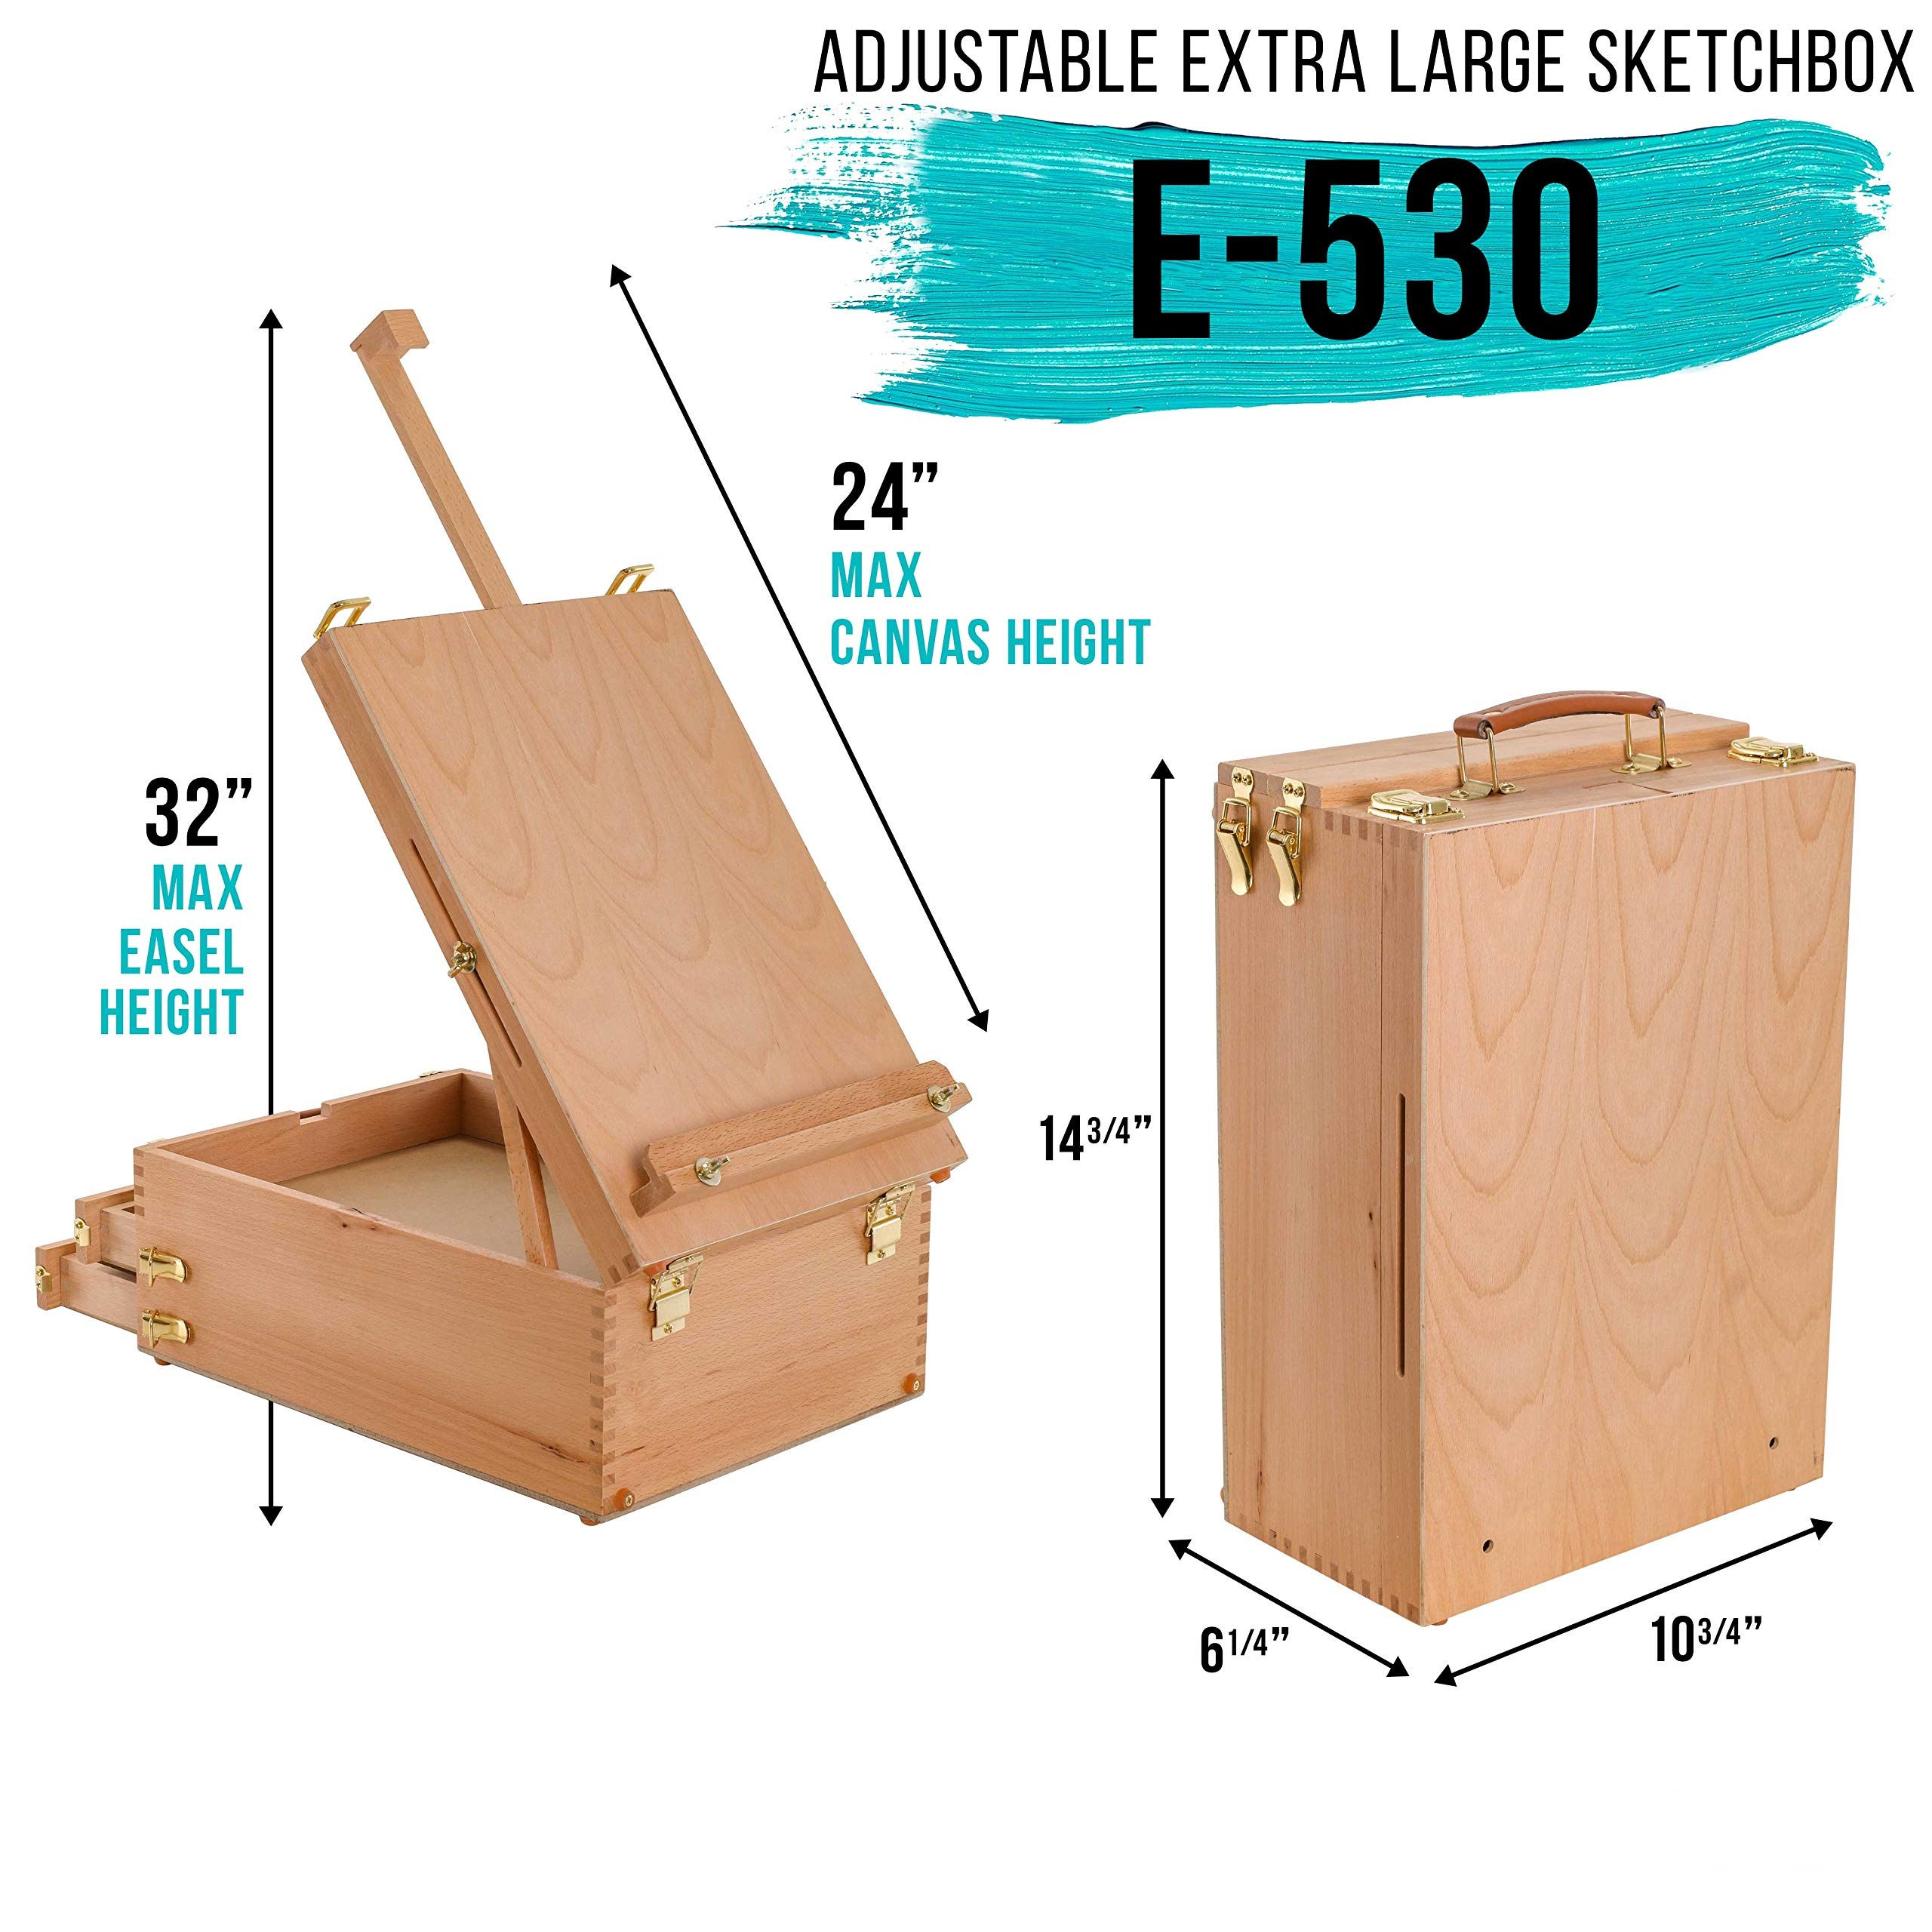 ADJUSTABLE EXTRA LARGE SKETCHBOX
E-530
24”
MAX
CANVAS HEIGHT
32”
MAX
EASEL
HEIGHT
14 3/4”
6 1/4”
10 3/4”